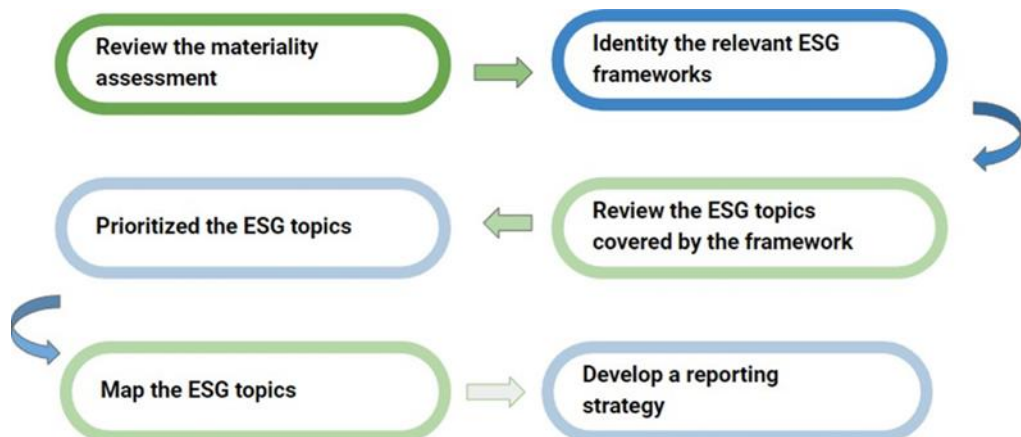 Review the materiality
assessment
Identity the relevant ESG
frameworks
Prioritized the ESG topics
Review the ESG topics
covered by the framework
Map the ESG topics
Develop a reporting
strategy